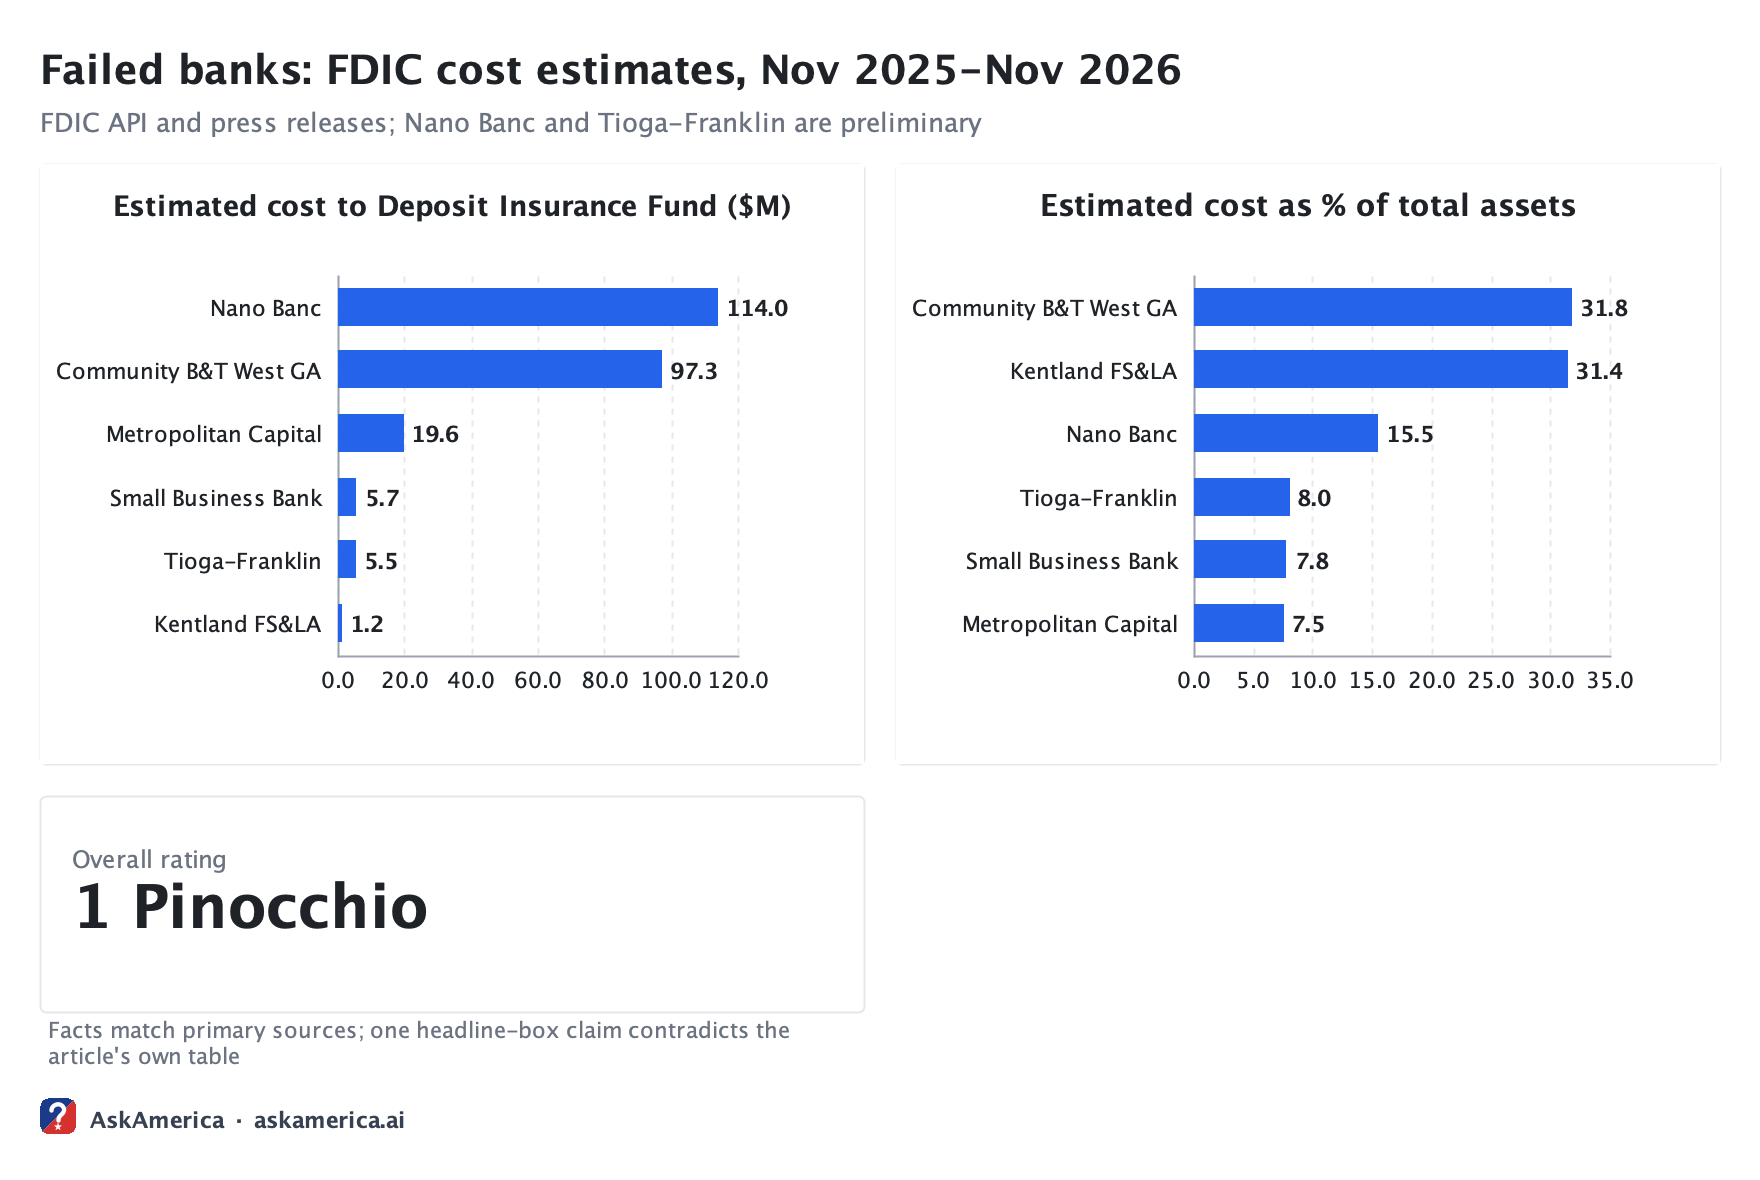 Failed banks: FDIC cost estimates, Nov 2025–Nov 2026
FDIC API and press releases; Nano Banc and Tioga–Franklin are preliminary
Estimated cost to Deposit Insurance Fund ($M)
Nano Banc 114.0
Community B&T West GA 97.3
Metropolitan Capital 19.6
Small Business Bank 5.7
Tioga–Franklin 5.5
Kentland FS&LA 1.2
0.0 20.0 40.0 60.0 80.0 100.0 120.0
Estimated cost as % of total assets
Community B&T West GA 31.8
Kentland FS&LA 31.4
Nano Banc 15.5
Tioga–Franklin 8.0
Small Business Bank 7.8
Metropolitan Capital 7.5
0.0 5.0 10.0 15.0 20.0 25.0 30.0 35.0
Overall rating
1 Pinocchio
Facts match primary sources; one headline–box claim contradicts the
article's own table
? AskAmerica · askamerica.ai